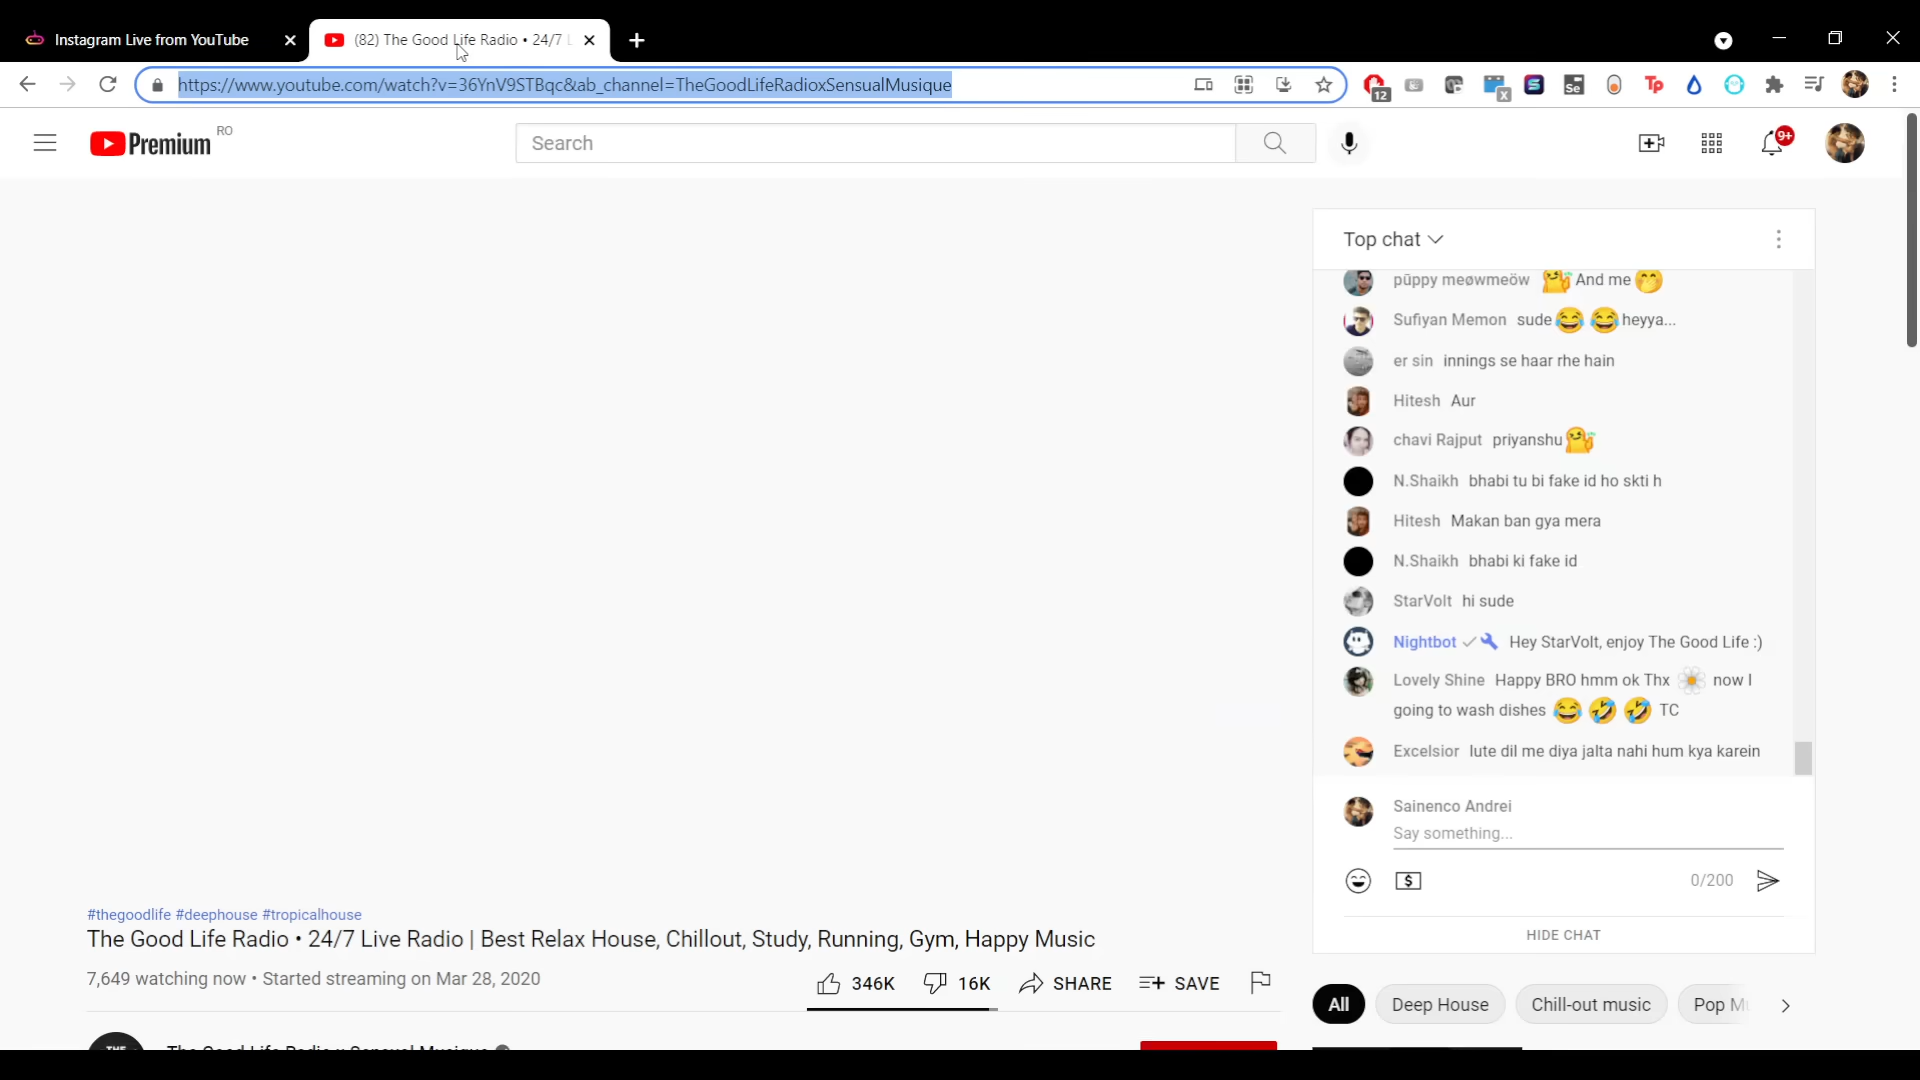 Instagram Live from YouTube
(82) The Good Life Radio • 24/7 L
https://www.youtube.com/watch?v=36YnV9STBqc&ab_channel=TheGoodLifeRadioxSensualMusique
12
Se
Tp
Premium RO
Search
9+
Top chat
pūppy meøwmeöw And me
Sufiyan Memon sude heyya...
er sin innings se haar rhe hain
Hitesh Aur
chavi Rajput priyanshu
N.Shaikh bhabi tu bi fake id ho skti h
Hitesh Makan ban gya mera
N.Shaikh bhabi ki fake id
StarVolt hi sude
Nightbot Hey StarVolt, enjoy The Good Life :)
Lovely Shine Happy BRO hmm ok Thx now I
going to wash dishes TC
Excelsior lute dil me diya jalta nahi hum kya karein
Sainenco Andrei
Say something...
0/200
HIDE CHAT
#thegoodlife #deephouse #tropicalhouse
The Good Life Radio • 24/7 Live Radio | Best Relax House, Chillout, Study, Running, Gym, Happy Music
7,649 watching now • Started streaming on Mar 28, 2020
346K 16K SHARE SAVE
All Deep House Chill-out music Pop Mu
THE
The Good Life Radio x Sensual Musique